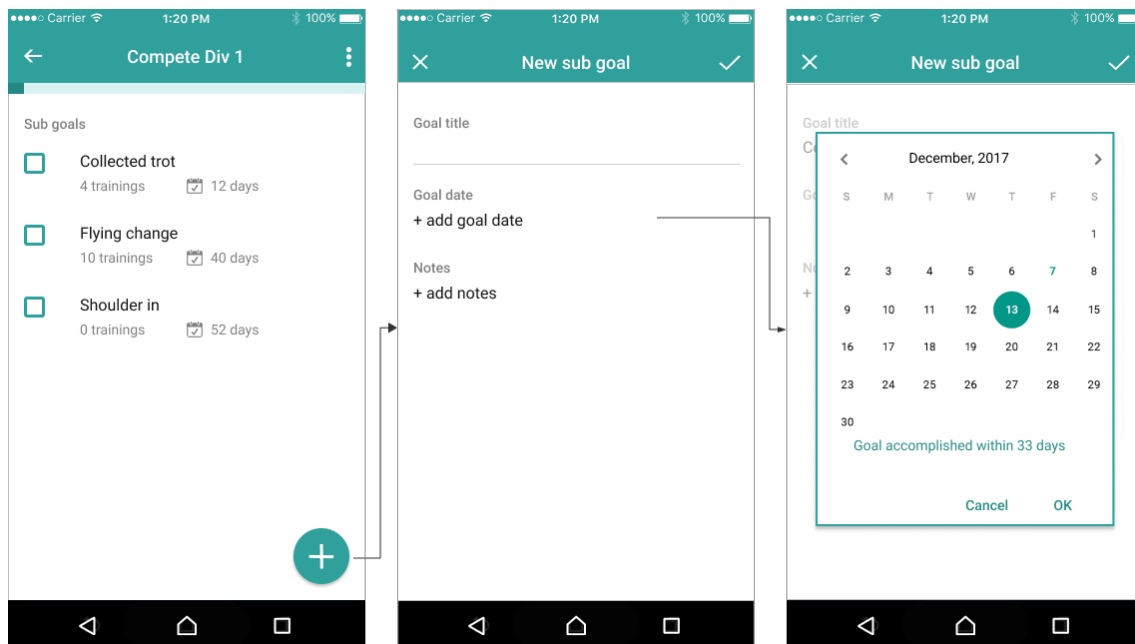 Carrier 1:20 PM 100%
Compete Div 1
Sub goals
Collected trot
4 trainings 12 days
Flying change
10 trainings 40 days
Shoulder in
0 trainings 52 days
Carrier 1:20 PM 100%
New sub goal
Goal title
Goal date
+ add goal date
Notes
+ add notes
Carrier 1:20 PM 100%
New sub goal
Goal title
December, 2017
S M T W T F S
1
2 3 4 5 6 7 8
9 10 11 12 13 14 15
16 17 18 19 20 21 22
23 24 25 26 27 28 29
30
Goal accomplished within 33 days
Cancel OK